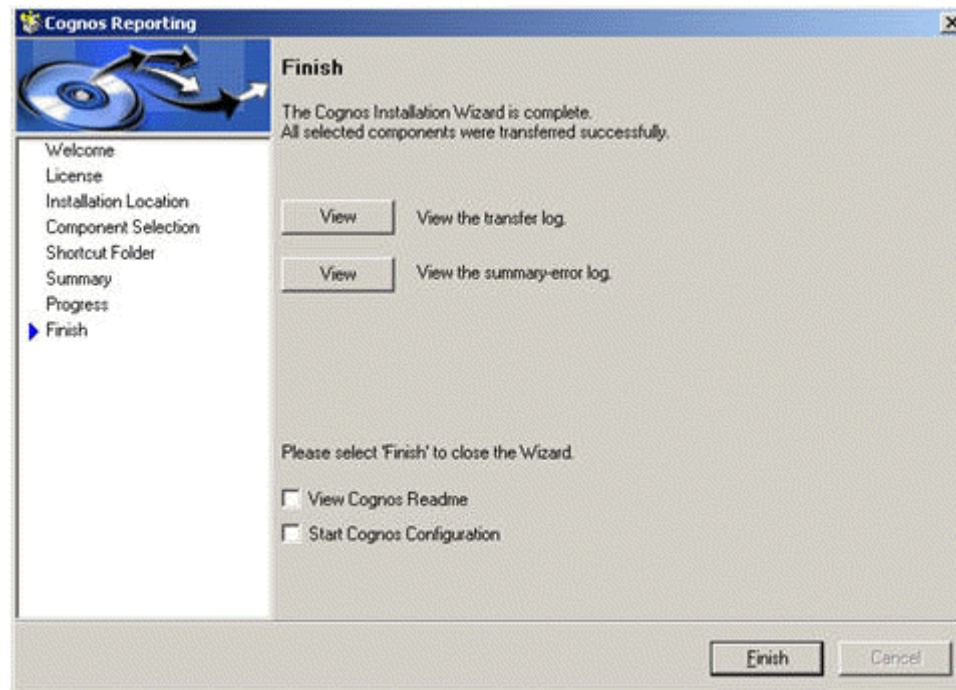 Cognos Reporting
Finish
The Cognos Installation Wizard is complete.
All selected components were transferred successfully.
Welcome
License
Installation Location
Component Selection
Shortcut Folder
Summary
Progress
Finish
View View the transfer log.
View View the summary-error log.
Please select 'Finish' to close the Wizard.
View Cognos Readme
Start Cognos Configuration
Finish Cancel